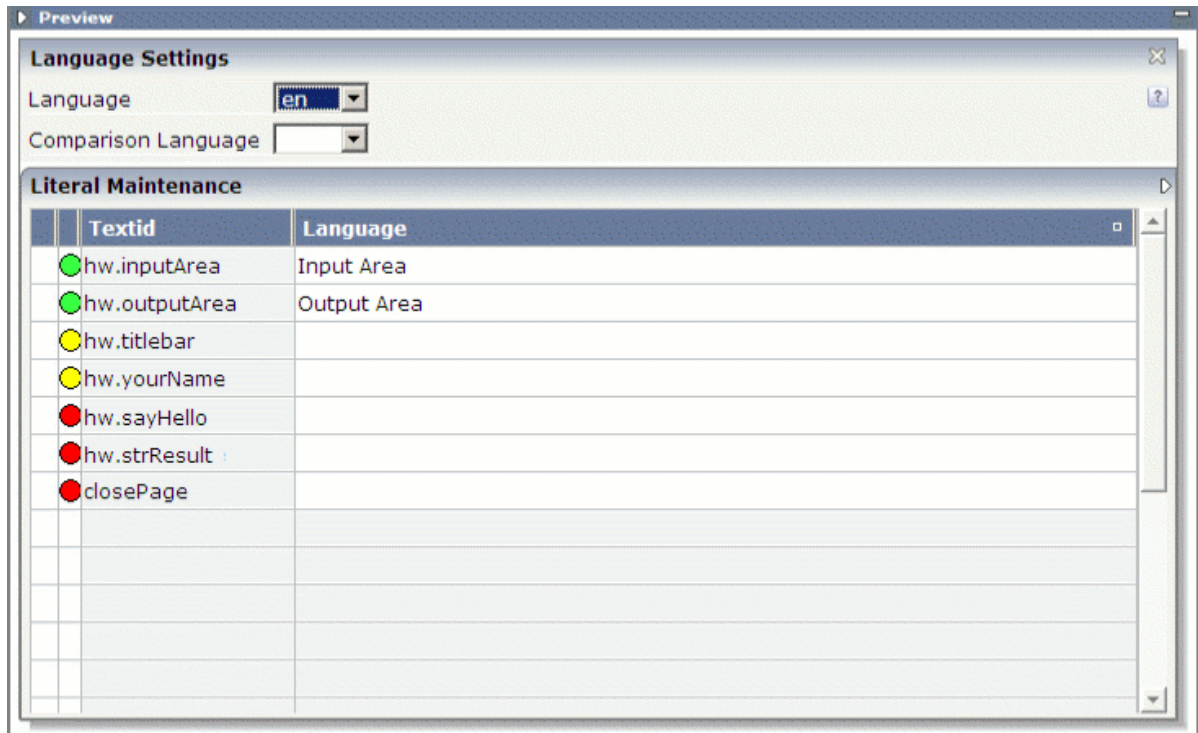 Preview
Language Settings
Language en
?
Comparison Language
Literal Maintenance
Textid Language
hw.inputArea Input Area
hw.outputArea Output Area
hw.titlebar
hw.yourName
hw.sayHello
hw.strResult
closePage